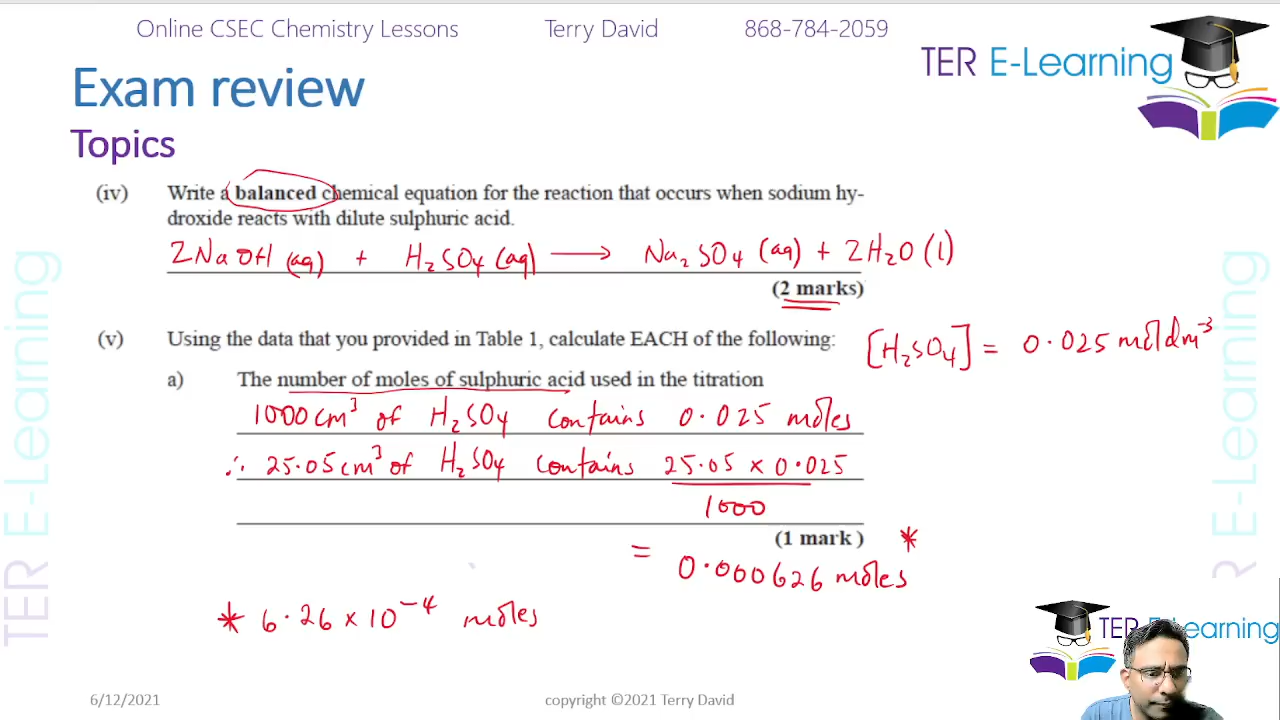 Online CSEC Chemistry Lessons Terry David 868-784-2059
TER E-Learning
Exam review
Topics
(iv) Write a balanced chemical equation for the reaction that occurs when sodium hy-
droxide reacts with dilute sulphuric acid.
2NaOH (aq) + H₂SO₄ (aq) ⟶ Na₂SO₄ (aq) + 2H₂O (l)
(2 marks)
(v) Using the data that you provided in Table 1, calculate EACH of the following:
[H₂SO₄] = 0.025 moldm⁻³
a) The number of moles of sulphuric acid used in the titration
1000 cm³ of H₂SO₄ contains 0.025 moles
∴ 25.05 cm³ of H₂SO₄ contains 25.05 × 0.025
1000
(1 mark) *
= 0.000626 moles
* 6.26 × 10⁻⁴ moles
TER E-Learning
TER E-Learning
TER E-Learning
6/12/2021 copyright ©2021 Terry David